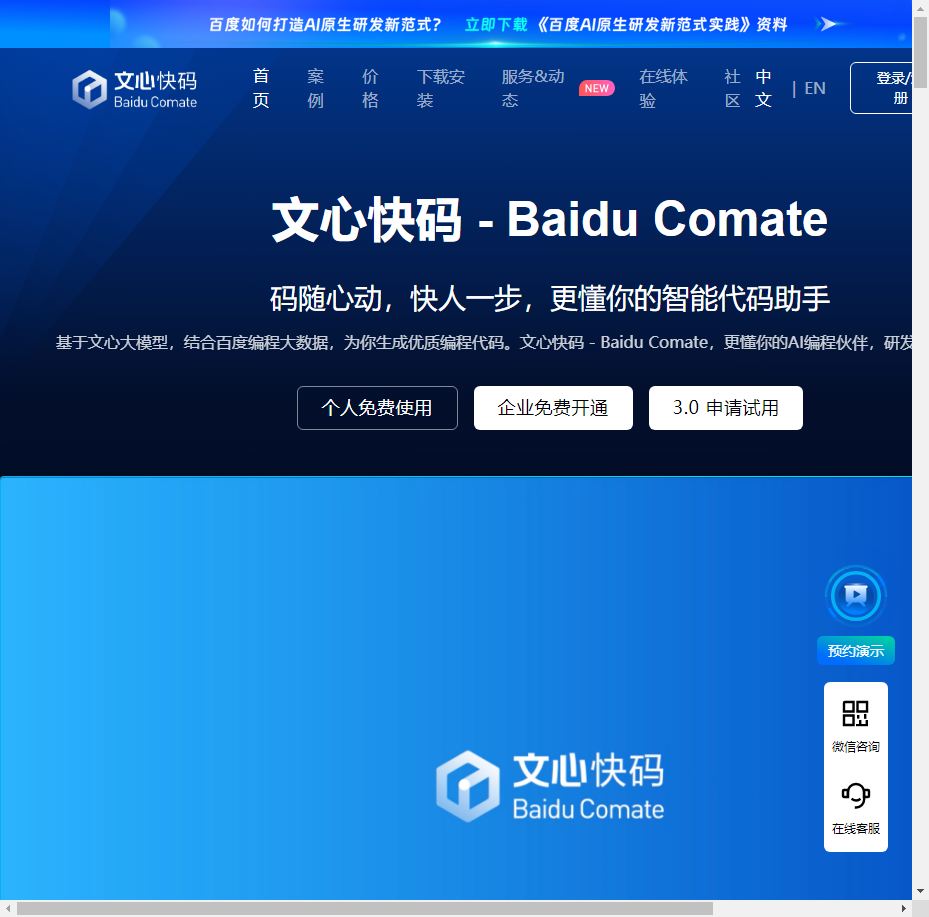 百度如何打造AI原生研发新范式？ 立即下载《百度AI原生研发新范式实践》资料
文心快码
Baidu Comate
首页
案例
价格
下载安装
服务&动态
NEW
在线体验
社区
中文
| EN
登录/
册
文心快码 - Baidu Comate
码随心动，快人一步，更懂你的智能代码助手
基于文心大模型，结合百度编程大数据，为你生成优质编程代码。文心快码 - Baidu Comate，更懂你的AI编程伙伴，研发
个人免费使用
企业免费开通
3.0 申请试用
文心快码
Baidu Comate
预约演示
微信咨询
在线客服